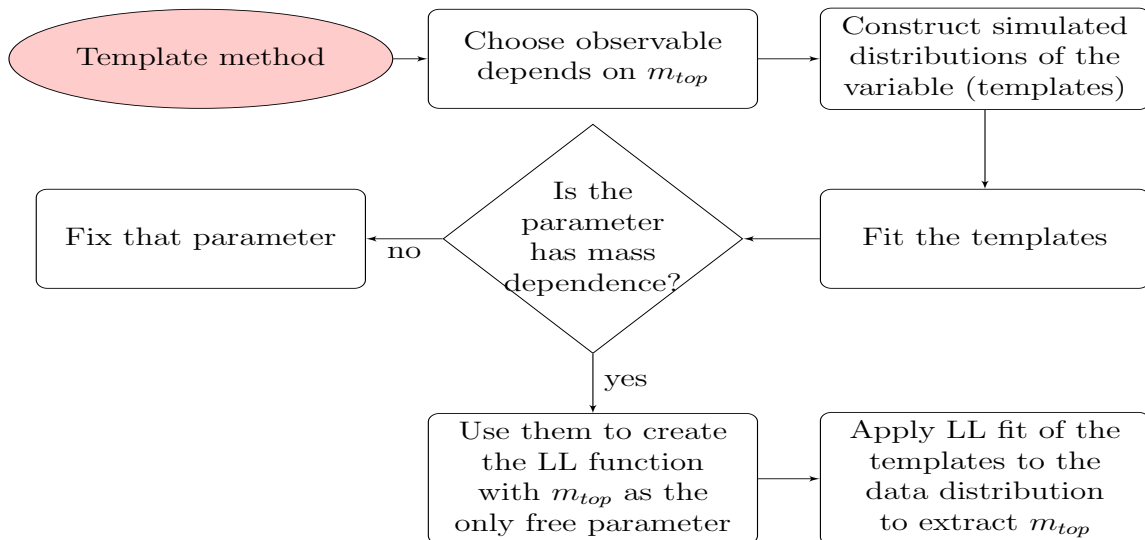 Template method
Choose observable
depends on m_top
Construct simulated
distributions of the
variable (templates)
Fit the templates
Is the
parameter
has mass
dependence?
no
Fix that parameter
yes
Use them to create
the LL function
with m_top as the
only free parameter
Apply LL fit of the
templates to the
data distribution
to extract m_top